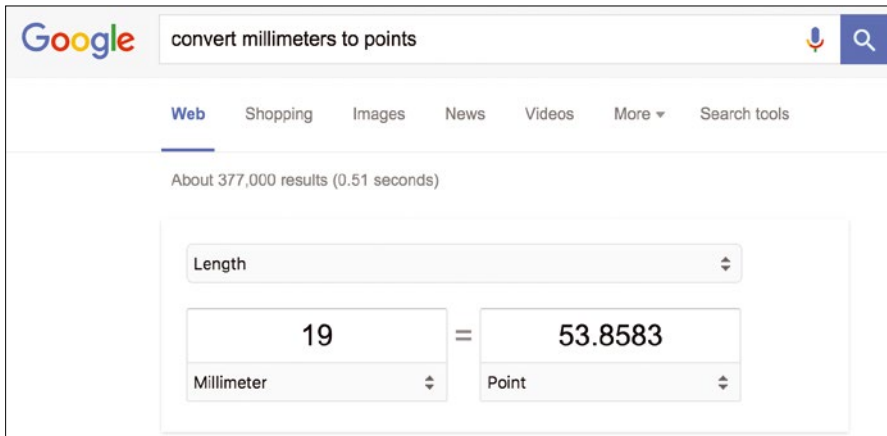 Google convert millimeters to points
Web Shopping Images News Videos More Search tools
About 377,000 results (0.51 seconds)
Length
19 = 53.8583
Millimeter Point